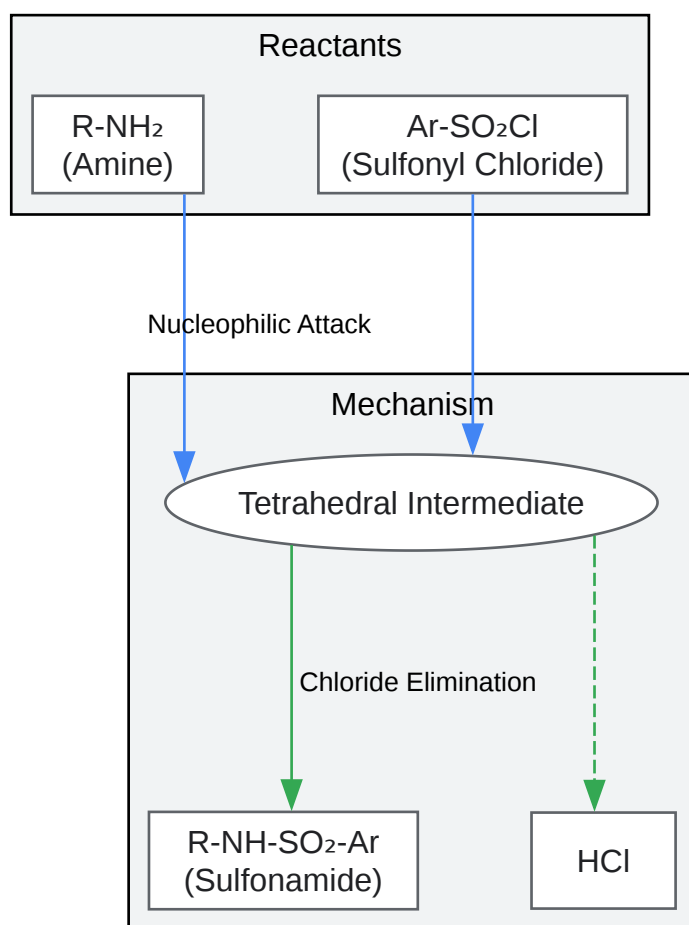 Reactants
R-NH₂
(Amine)
Ar-SO₂Cl
(Sulfonyl Chloride)
Nucleophilic Attack
Mechanism
Tetrahedral Intermediate
Chloride Elimination
R-NH-SO₂-Ar
(Sulfonamide)
HCl